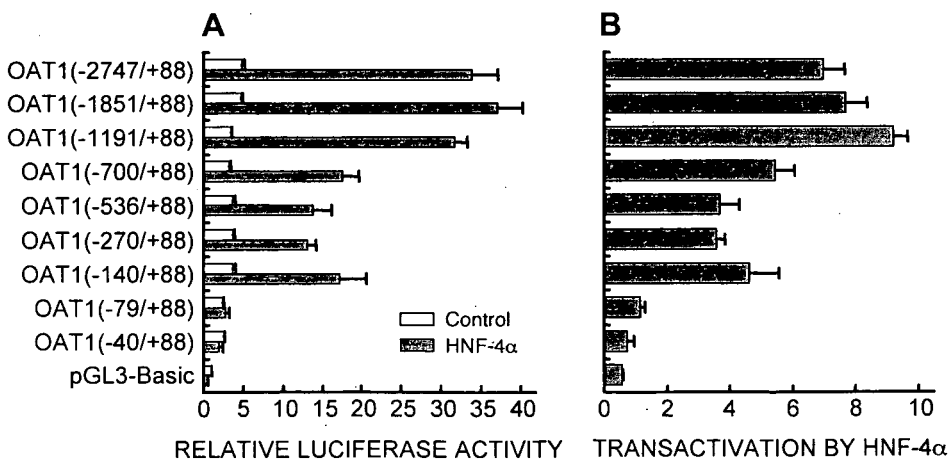 A
B
OAT1(-2747/+88)
OAT1(-1851/+88)
OAT1(-1191/+88)
OAT1(-700/+88)
OAT1(-536/+88)
OAT1(-270/+88)
OAT1(-140/+88)
OAT1(-79/+88)
OAT1(-40/+88)
pGL3-Basic
Control
HNF-4α
0 5 10 15 20 25 30 35 40
0 2 4 6 8 10
RELATIVE LUCIFERASE ACTIVITY
TRANSACTIVATION BY HNF-4α